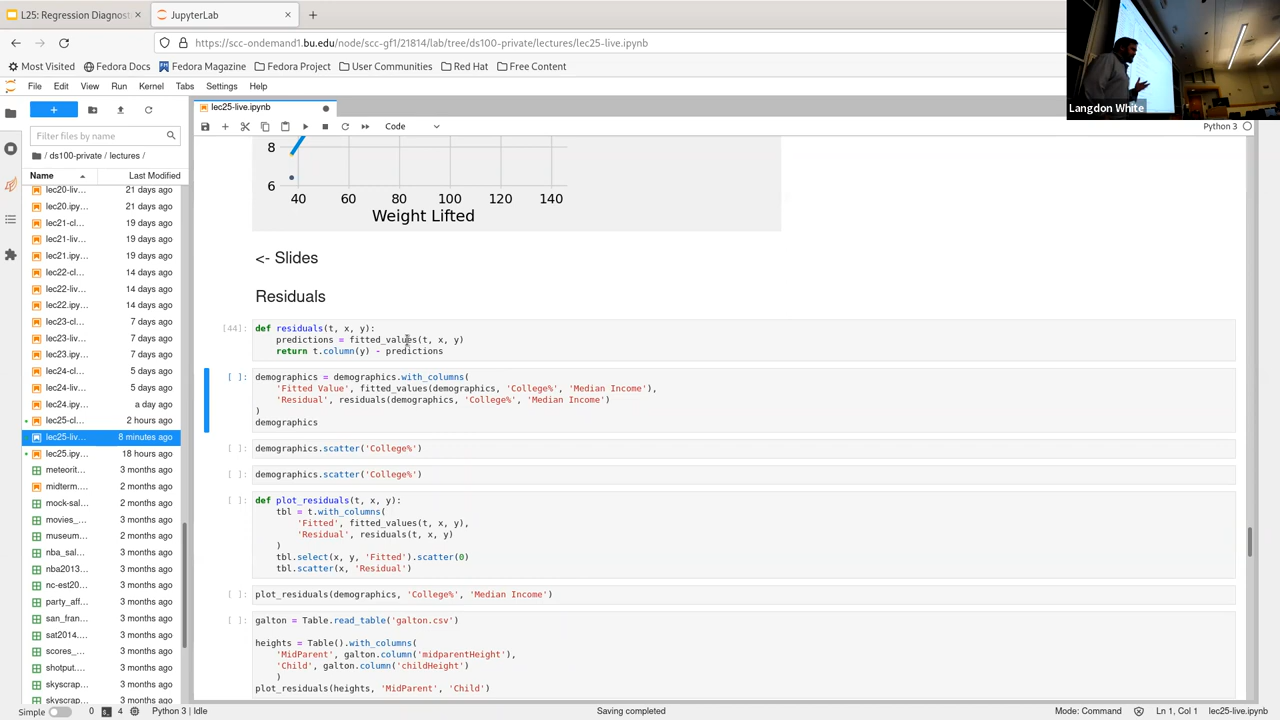 L25: Regression Diagnost
JupyterLab
https://scc-ondemand1.bu.edu/node/scc-gf1/21814/lab/tree/ds100-private/lectures/lec25-live.ipynb
Most Visited
Fedora Docs
Fedora Magazine
Fedora Project
User Communities
Red Hat
Free Content
Langdon White
File Edit View Run Kernel Tabs Settings Help
lec25-live.ipynb
Filter files by name
Code
Python 3
/ ds100-private / lectures /
Name Last Modified
lec20-liv... 21 days ago
lec20.ipy... 21 days ago
lec21-cl... 19 days ago
lec21-liv... 19 days ago
lec21.ipy... 19 days ago
lec22-cl... 14 days ago
lec22-liv... 14 days ago
lec22.ipy... 14 days ago
lec23-cl... 7 days ago
lec23-liv... 7 days ago
lec23.ipy... 7 days ago
lec24-cl... 5 days ago
lec24-liv... 5 days ago
lec24.ipy... a day ago
lec25-cl... 2 hours ago
lec25-liv... 8 minutes ago
lec25.ipy... 18 hours ago
meteorit... 3 months ago
midterm.... 2 months ago
mock-sal... 3 months ago
movies_... 3 months ago
museum... 2 months ago
nba_sal... 3 months ago
nba2013... 3 months ago
nc-est20... 3 months ago
party_aff... 3 months ago
san_fran... 3 months ago
sat2014.... 3 months ago
scores_... 3 months ago
shotput.... 3 months ago
skyscrap... 3 months ago
skyscrap... 3 months ago
8
6
40 60 80 100 120 140
Weight Lifted
<- Slides
Residuals
[44]: def residuals(t, x, y):
predictions = fitted_values(t, x, y)
return t.column(y) - predictions
[ ]: demographics = demographics.with_columns(
'Fitted Value', fitted_values(demographics, 'College%', 'Median Income'),
'Residual', residuals(demographics, 'College%', 'Median Income')
)
demographics
[ ]: demographics.scatter('College%')
[ ]: demographics.scatter('College%')
[ ]: def plot_residuals(t, x, y):
tbl = t.with_columns(
'Fitted', fitted_values(t, x, y),
'Residual', residuals(t, x, y)
)
tbl.select(x, y, 'Fitted').scatter(0)
tbl.scatter(x, 'Residual')
[ ]: plot_residuals(demographics, 'College%', 'Median Income')
[ ]: galton = Table.read_table('galton.csv')
heights = Table().with_columns(
'MidParent', galton.column('midparentHeight'),
'Child', galton.column('childHeight')
)
plot_residuals(heights, 'MidParent', 'Child')
Simple 0 4 Python 3 | Idle Saving completed Mode: Command Ln 1, Col 1 lec25-live.ipynb